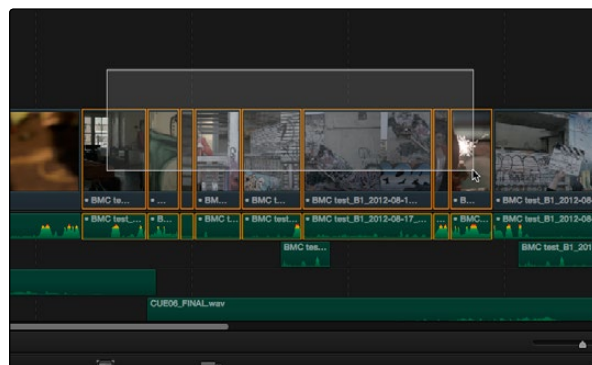 BMC te... ... BM... BMC t... BMC test_B1_2012-08-1... ... B... BMC test_B1_2012-08
BMC test_... B... BMC t... BMC test... BMC test_B1_2012-08-17_... ... BMC... BMC test_B1_2012-08
BMC tes... BMC test_B1_201
CUE06_FINAL.wav